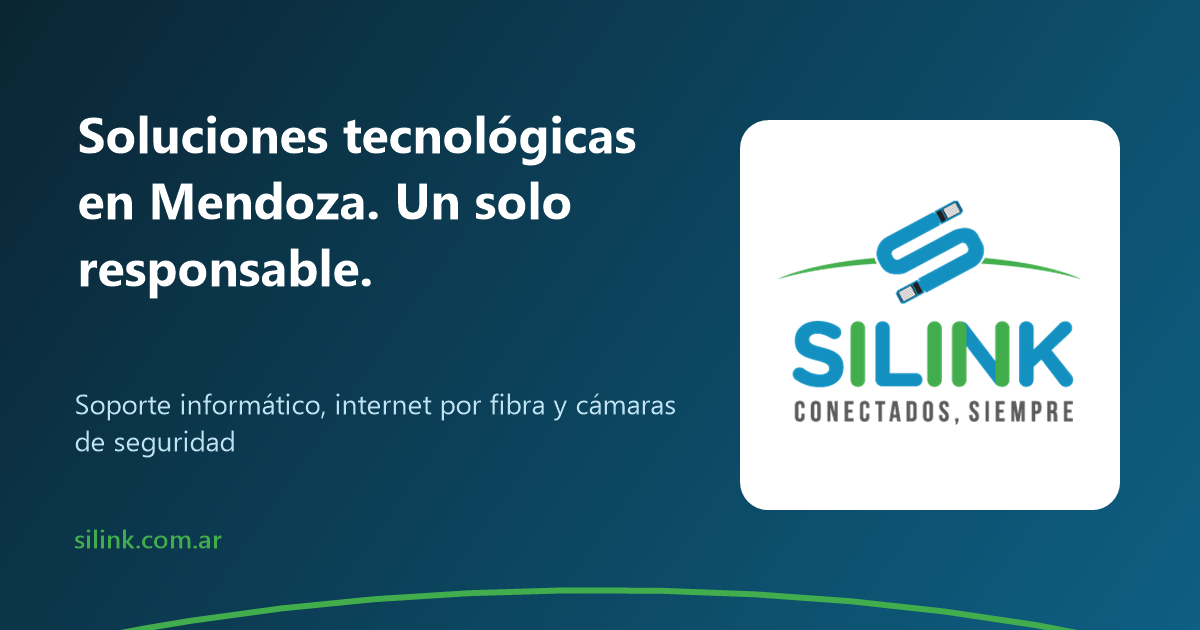 Soluciones tecnológicas
en Mendoza. Un solo
responsable.
Soporte informático, internet por fibra y cámaras
de seguridad
silink.com.ar
SILINK
CONECTADOS, SIEMPRE